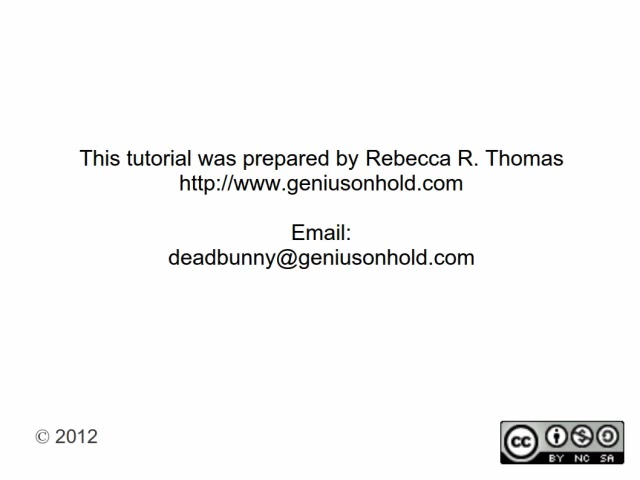 This tutorial was prepared by Rebecca R. Thomas
http://www.geniusonhold.com
Email:
deadbunny@geniusonhold.com
© 2012
cc
BY NC SA